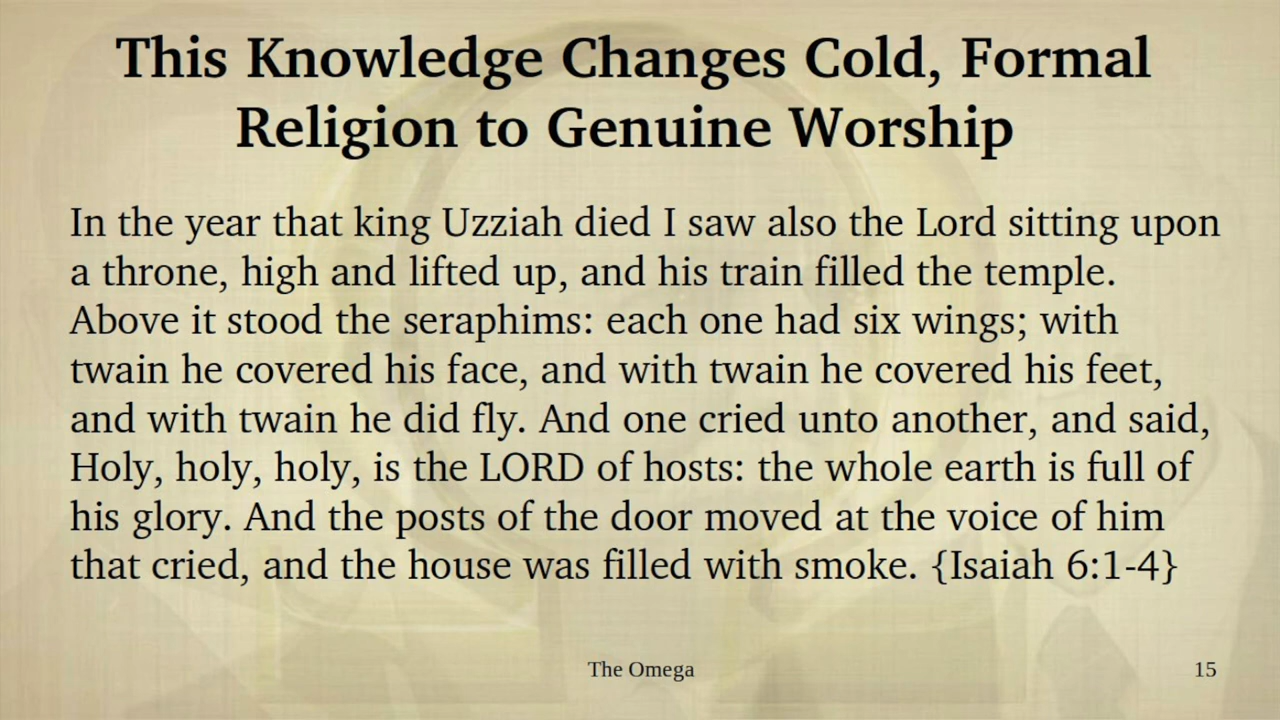 This Knowledge Changes Cold, Formal
Religion to Genuine Worship
In the year that king Uzziah died I saw also the Lord sitting upon
a throne, high and lifted up, and his train filled the temple.
Above it stood the seraphims: each one had six wings; with
twain he covered his face, and with twain he covered his feet,
and with twain he did fly. And one cried unto another, and said,
Holy, holy, holy, is the LORD of hosts: the whole earth is full of
his glory. And the posts of the door moved at the voice of him
that cried, and the house was filled with smoke. {Isaiah 6:1-4}
The Omega
15